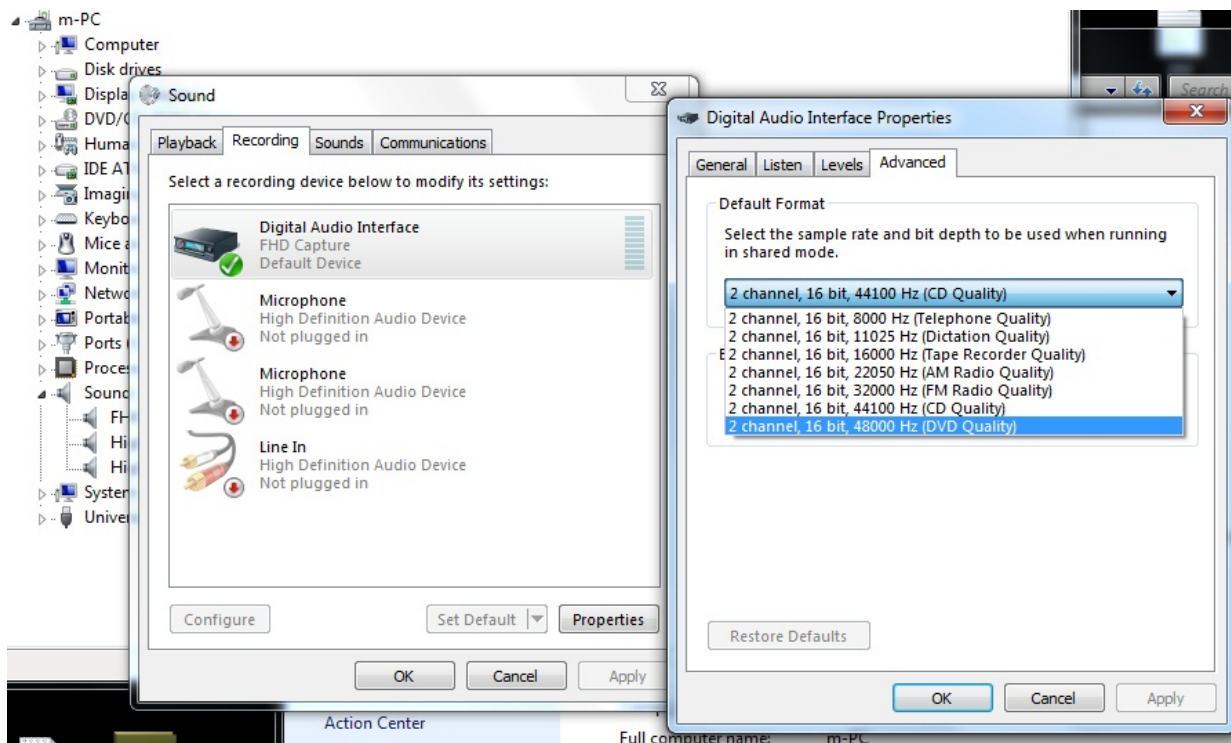 m-PC
Computer
Disk drives
Displa
DVD/
Huma
IDE AT
Imagi
Keybo
Mice a
Monit
Netwo
Portab
Ports
Proces
Sound
FH
Hi
Hi
System
Univer
Sound
Playback Recording Sounds Communications
Select a recording device below to modify its settings:
Digital Audio Interface
FHD Capture
Default Device
Microphone
High Definition Audio Device
Not plugged in
Microphone
High Definition Audio Device
Not plugged in
Line In
High Definition Audio Device
Not plugged in
Configure Set Default Properties
OK Cancel Apply
Search
Digital Audio Interface Properties
General Listen Levels Advanced
Default Format
Select the sample rate and bit depth to be used when running
in shared mode.
2 channel, 16 bit, 44100 Hz (CD Quality)
2 channel, 16 bit, 8000 Hz (Telephone Quality)
2 channel, 16 bit, 11025 Hz (Dictation Quality)
2 channel, 16 bit, 16000 Hz (Tape Recorder Quality)
2 channel, 16 bit, 22050 Hz (AM Radio Quality)
2 channel, 16 bit, 32000 Hz (FM Radio Quality)
2 channel, 16 bit, 44100 Hz (CD Quality)
2 channel, 16 bit, 48000 Hz (DVD Quality)
Restore Defaults
OK Cancel Apply
Action Center
Full computer name: m-PC